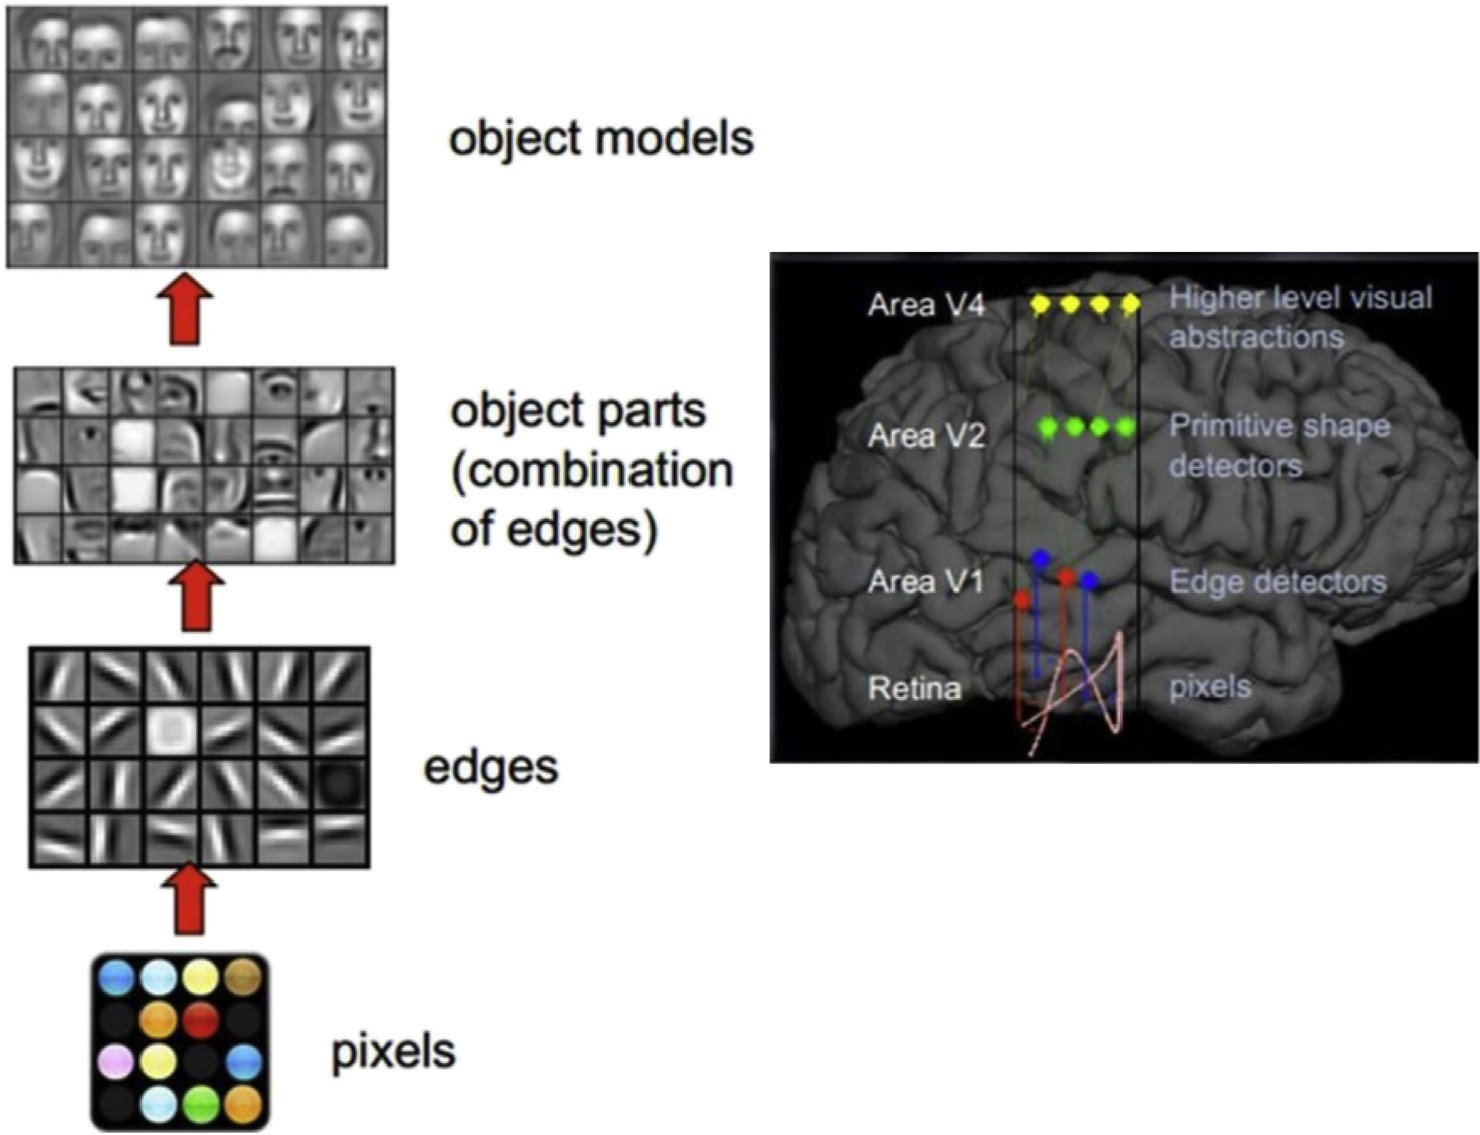 object models
object parts
(combination
of edges)
edges
pixels
Area V4
Higher level visual
abstractions
Area V2
Primitive shape
detectors
Area V1
Edge detectors
Retina
pixels